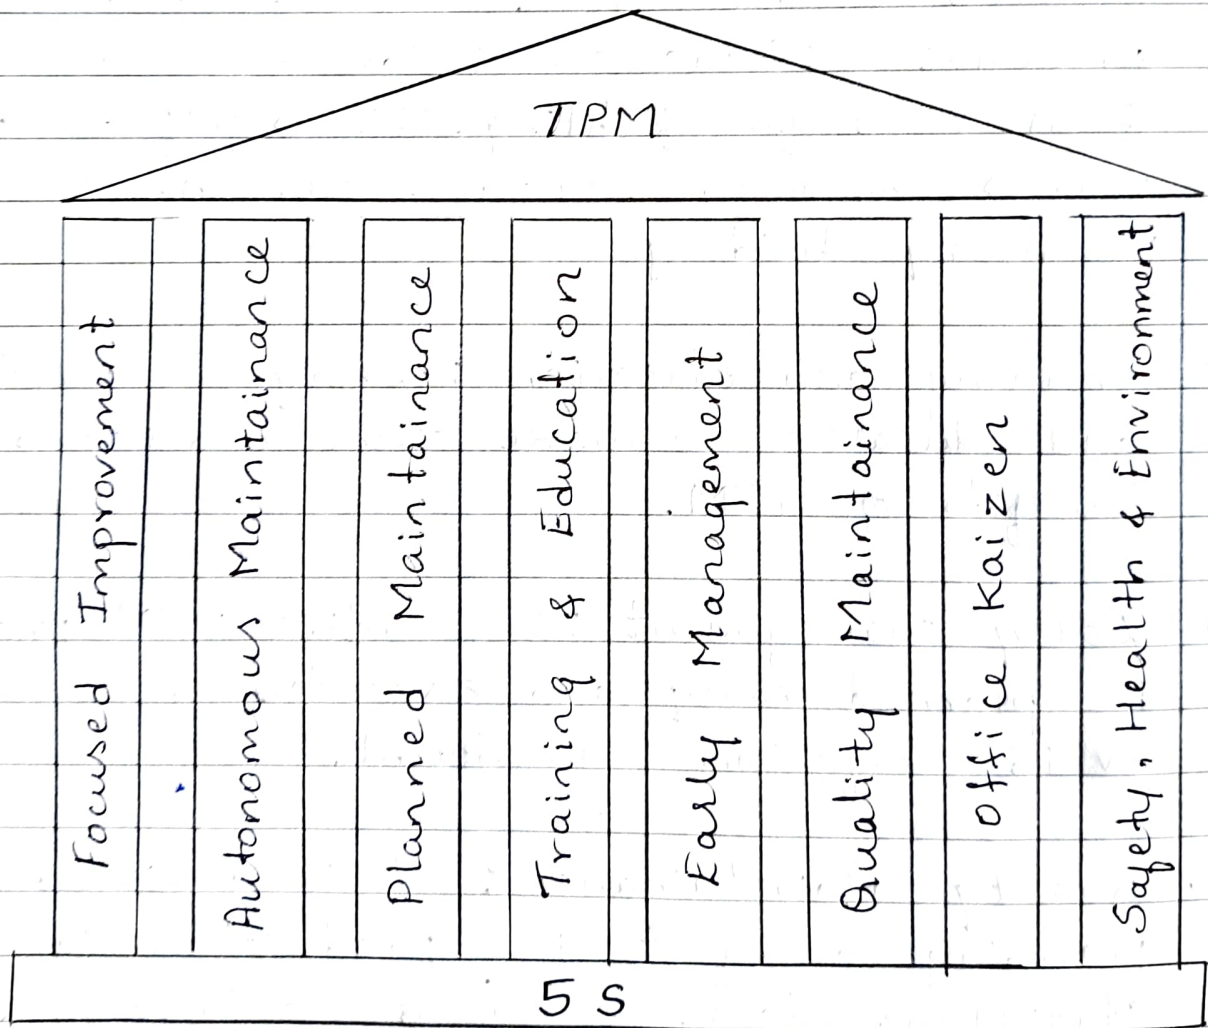 TPM
Focused Improvement
Autonomous Maintainance
Planned Maintainance
Training & Education
Early Management
Quality Maintainance
Office Kaizen
Safety, Health & Environment
5 S